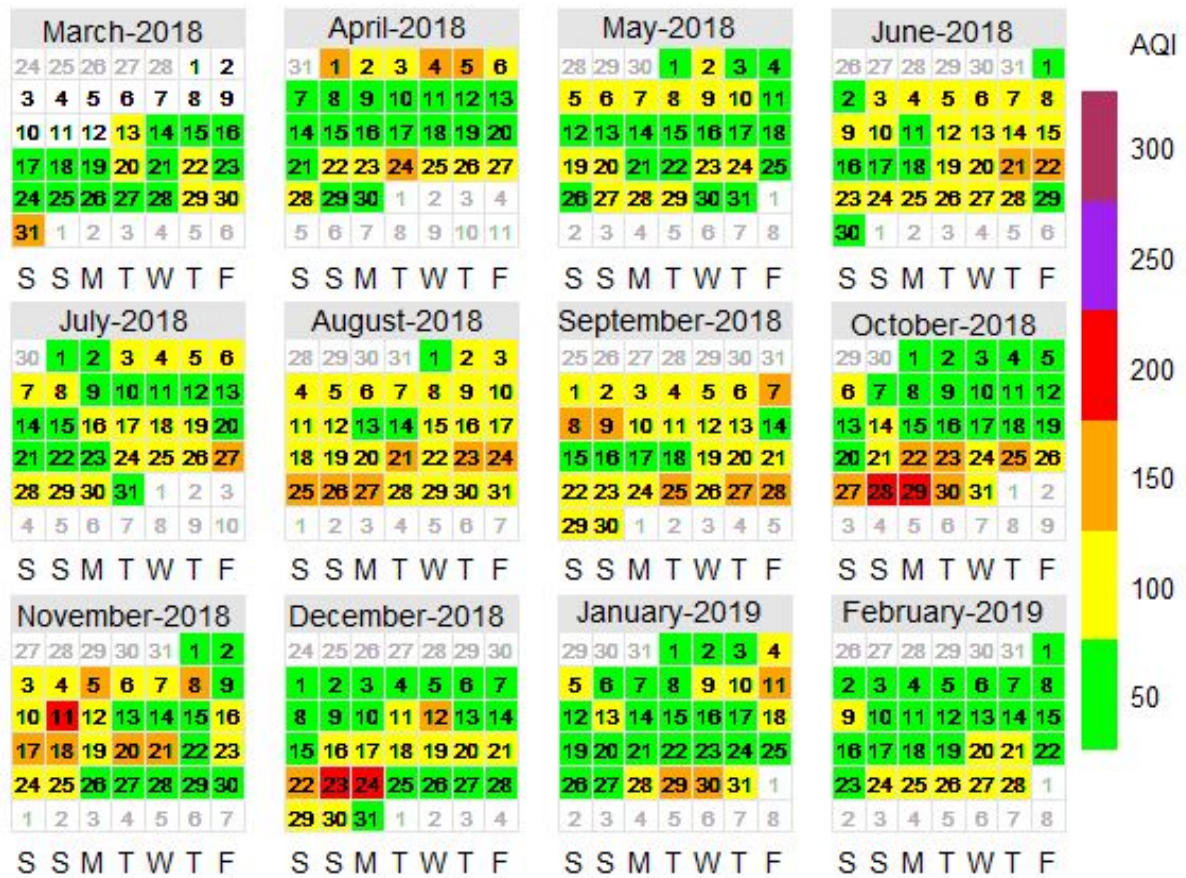 March-2018 April-2018 May-2018 June-2018 AQI
24 25 26 27 28 1 2 31 1 2 3 4 5 6 28 29 30 1 2 3 4 26 27 28 29 30 31 1
3 4 5 6 7 8 9 7 8 9 10 11 12 13 5 6 7 8 9 10 11 2 3 4 5 6 7 8
10 11 12 13 14 15 16 14 15 16 17 18 19 20 12 13 14 15 16 17 18 9 10 11 12 13 14 15 300
17 18 19 20 21 22 23 21 22 23 24 25 26 27 19 20 21 22 23 24 25 16 17 18 19 20 21 22
24 25 26 27 28 29 30 28 29 30 1 2 3 4 26 27 28 29 30 31 1 23 24 25 26 27 28 29
31 1 2 3 4 5 6 5 6 7 8 9 10 11 2 3 4 5 6 7 8 30 1 2 3 4 5 6
S S M T W T F S S M T W T F S S M T W T F S S M T W T F 250
July-2018 August-2018 September-2018 October-2018
30 1 2 3 4 5 6 28 29 30 31 1 2 3 25 26 27 28 29 30 31 29 30 1 2 3 4 5 200
7 8 9 10 11 12 13 4 5 6 7 8 9 10 1 2 3 4 5 6 7 6 7 8 9 10 11 12
14 15 16 17 18 19 20 11 12 13 14 15 16 17 8 9 10 11 12 13 14 13 14 15 16 17 18 19
21 22 23 24 25 26 27 18 19 20 21 22 23 24 15 16 17 18 19 20 21 20 21 22 23 24 25 26
28 29 30 31 1 2 3 25 26 27 28 29 30 31 22 23 24 25 26 27 28 27 28 29 30 31 1 2 150
4 5 6 7 8 9 10 1 2 3 4 5 6 7 29 30 1 2 3 4 5 3 4 5 6 7 8 9
S S M T W T F S S M T W T F S S M T W T F S S M T W T F 100
November-2018 December-2018 January-2019 February-2019
27 28 29 30 31 1 2 24 25 26 27 28 29 30 29 30 31 1 2 3 4 26 27 28 29 30 31 1
3 4 5 6 7 8 9 1 2 3 4 5 6 7 5 6 7 8 9 10 11 2 3 4 5 6 7 8 50
10 11 12 13 14 15 16 8 9 10 11 12 13 14 12 13 14 15 16 17 18 9 10 11 12 13 14 15
17 18 19 20 21 22 23 15 16 17 18 19 20 21 19 20 21 22 23 24 25 16 17 18 19 20 21 22
24 25 26 27 28 29 30 22 23 24 25 26 27 28 26 27 28 29 30 31 1 23 24 25 26 27 28 1
1 2 3 4 5 6 7 29 30 31 1 2 3 4 2 3 4 5 6 7 8 2 3 4 5 6 7 8
S S M T W T F S S M T W T F S S M T W T F S S M T W T F